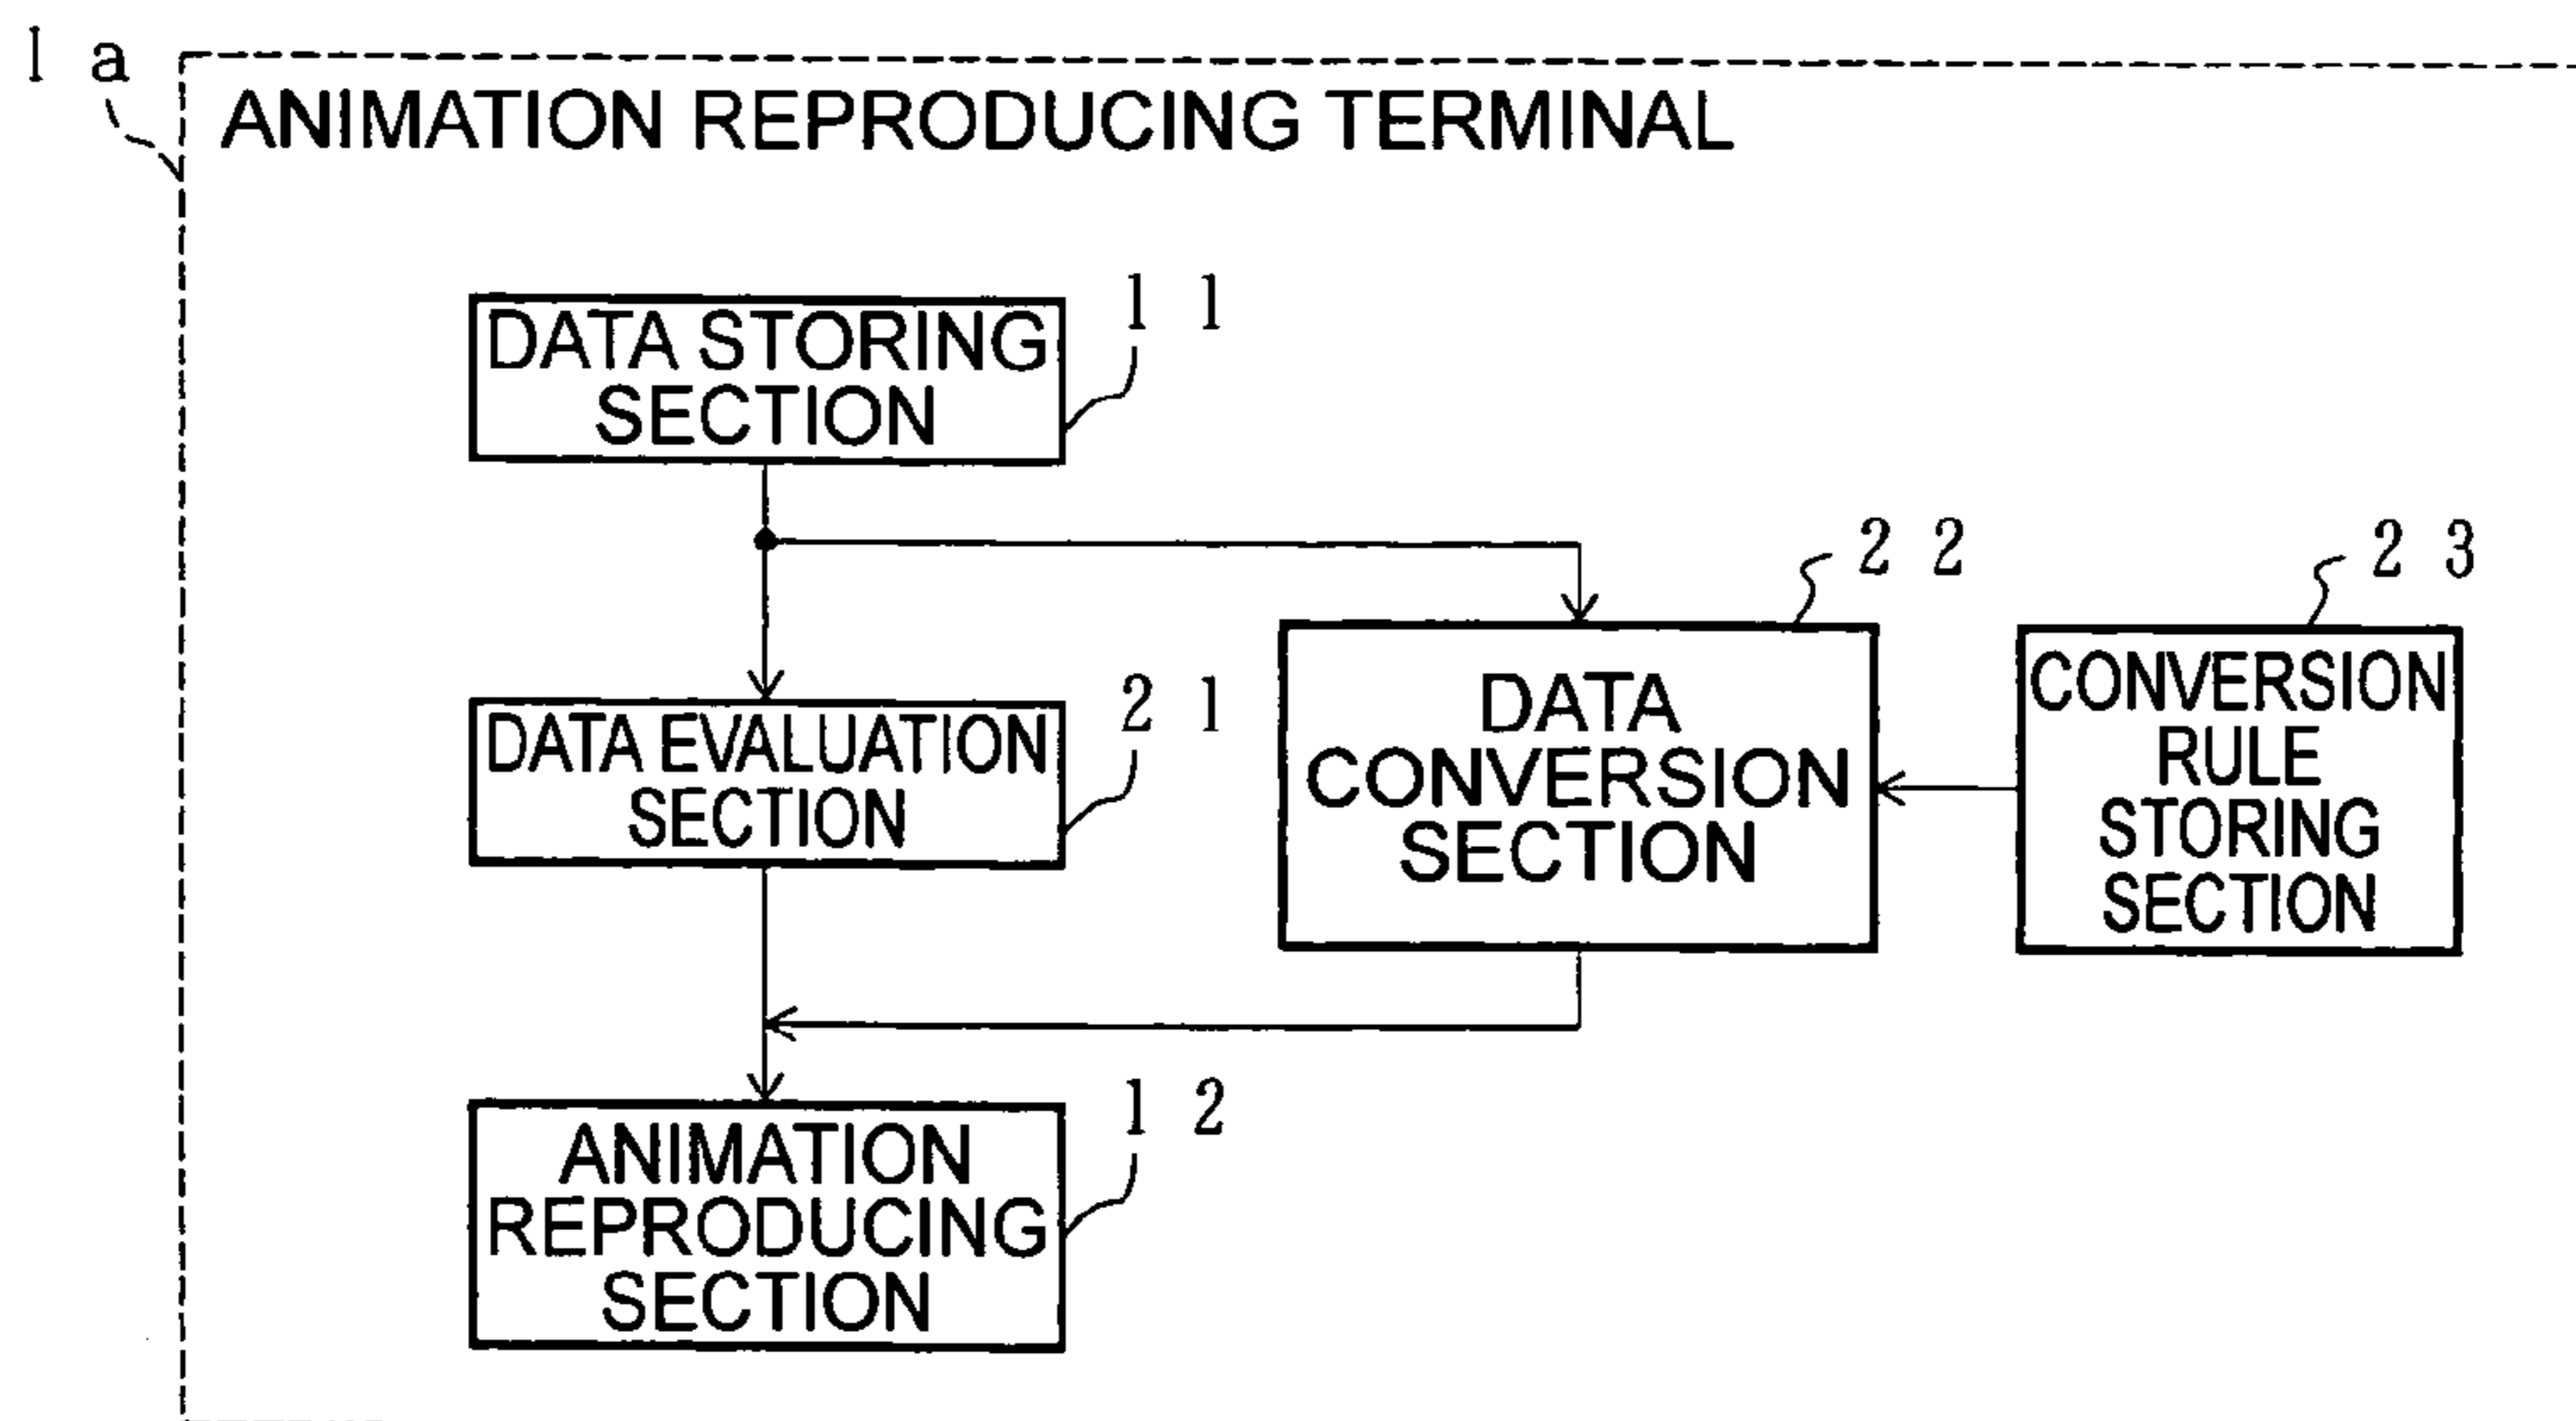 1 a
ANIMATION REPRODUCING TERMINAL
DATA STORING
SECTION
1 1
2 2
2 3
DATA EVALUATION
SECTION
2 1
DATA
CONVERSION
SECTION
CONVERSION
RULE
STORING
SECTION
ANIMATION
REPRODUCING
SECTION
1 2